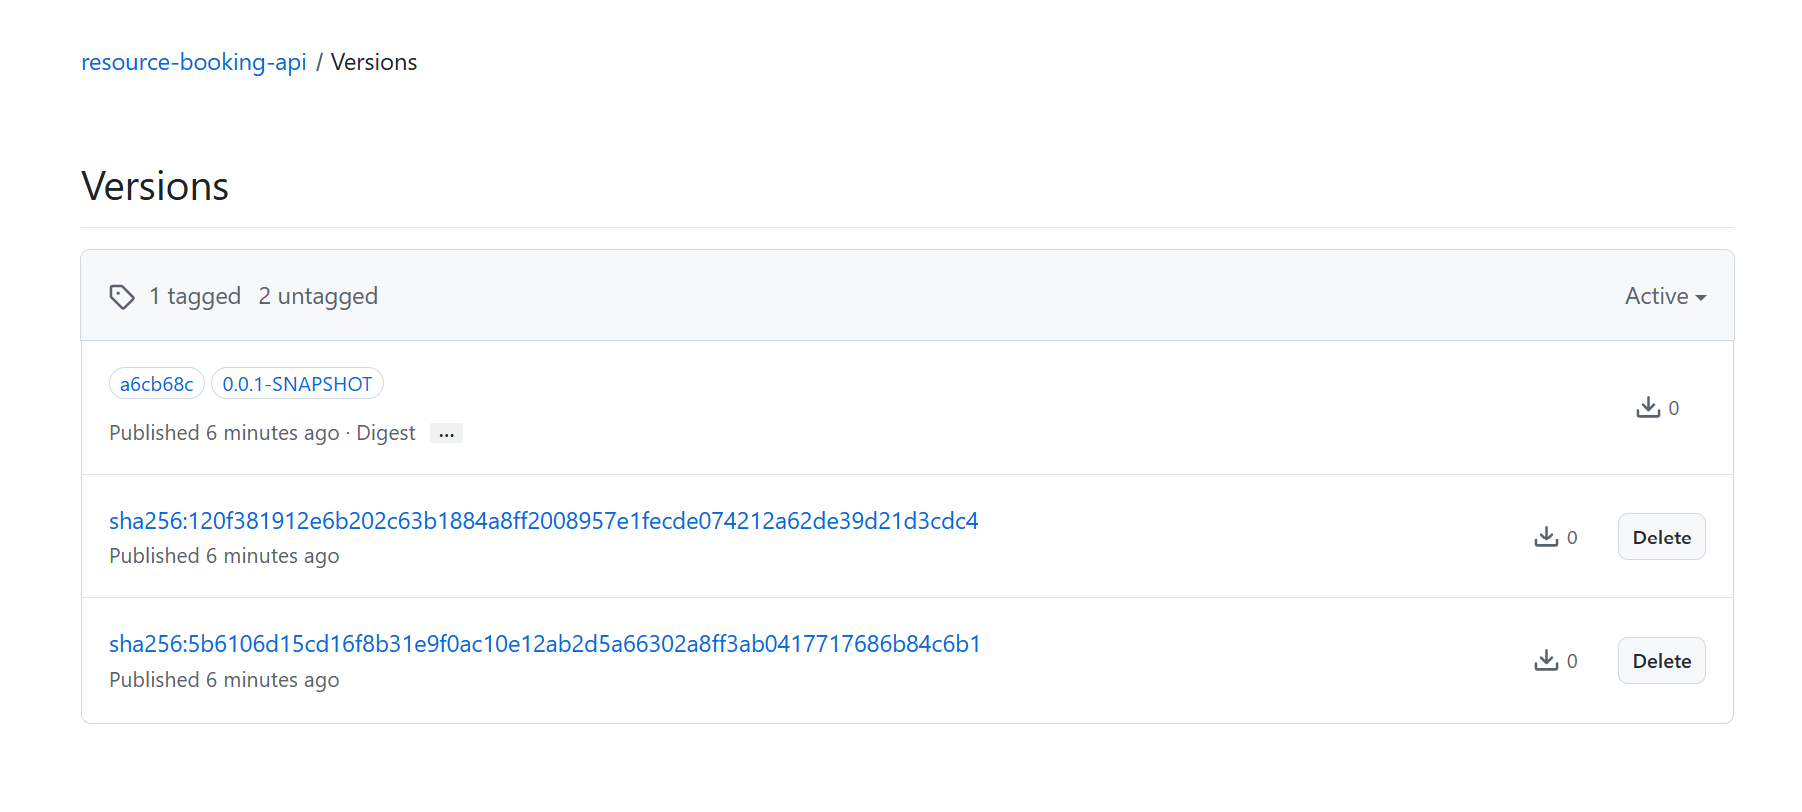 resource-booking-api / Versions
Versions
1 tagged 2 untagged
Active
a6cb68c 0.0.1-SNAPSHOT
Published 6 minutes ago · Digest ...
0
sha256:120f381912e6b202c63b1884a8ff2008957e1fecde074212a62de39d21d3cdc4
Published 6 minutes ago
0 Delete
sha256:5b6106d15cd16f8b31e9f0ac10e12ab2d5a66302a8ff3ab0417717686b84c6b1
Published 6 minutes ago
0 Delete